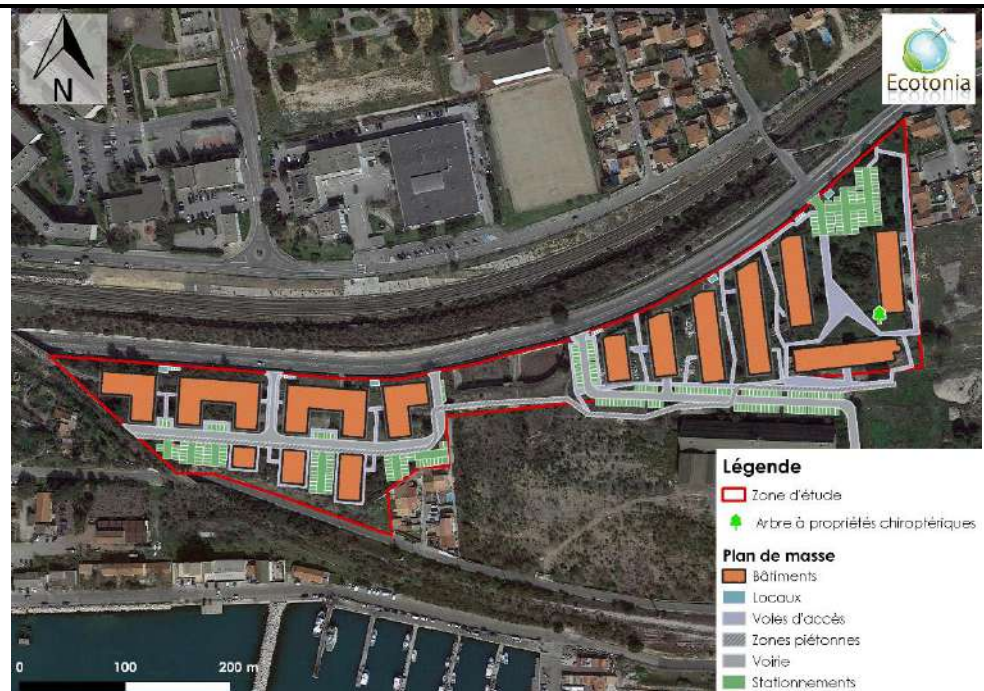 N
Ecotonia
Légende
Zone d'étude
Arbre à propriétés chiroptériques
Plan de masse
Bâtiments
Locaux
Voies d'accès
Zones piétonnes
Voirie
Stationnements
0 100 200 m